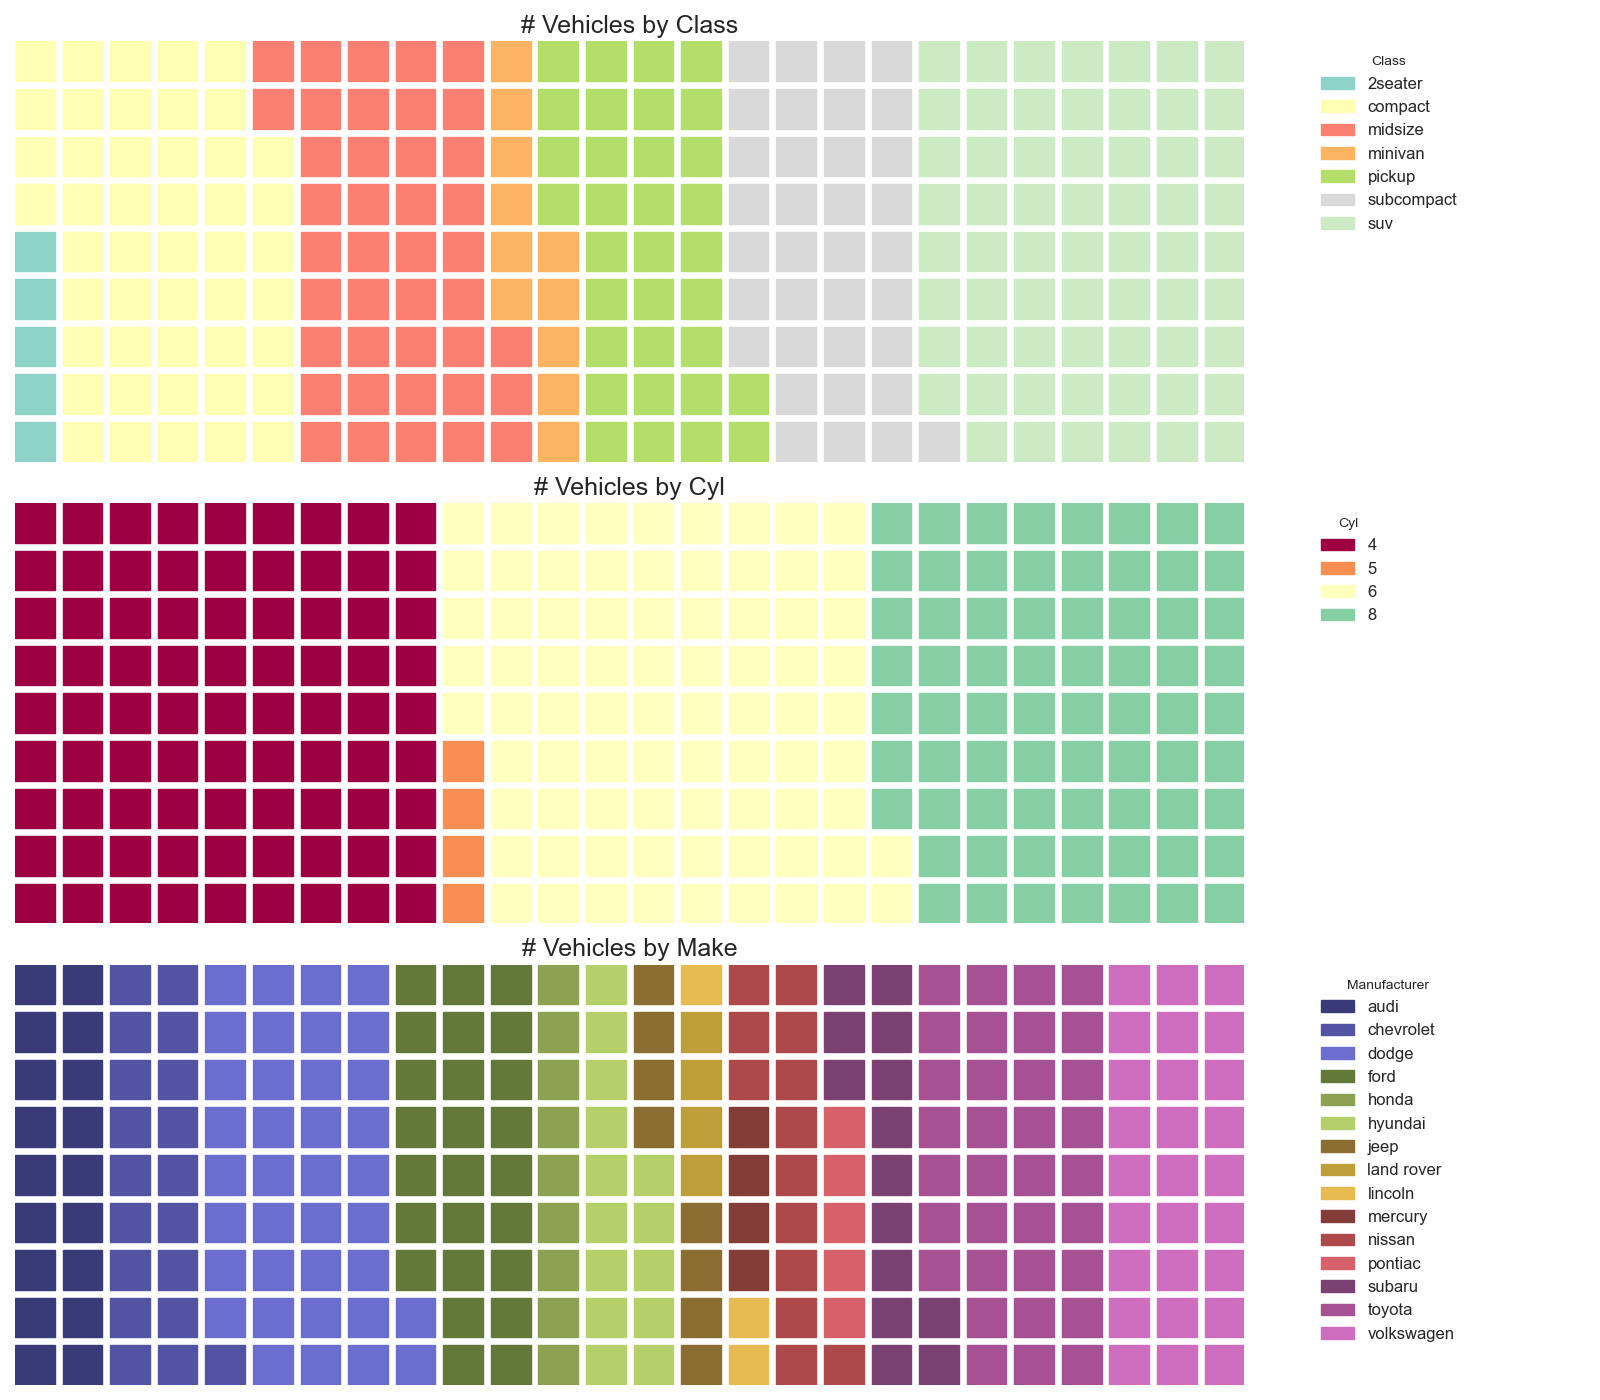 # Vehicles by Class
Class
2seater
compact
midsize
minivan
pickup
subcompact
suv
# Vehicles by Cyl
Cyl
4
5
6
8
# Vehicles by Make
Manufacturer
audi
chevrolet
dodge
ford
honda
hyundai
jeep
land rover
lincoln
mercury
nissan
pontiac
subaru
toyota
volkswagen